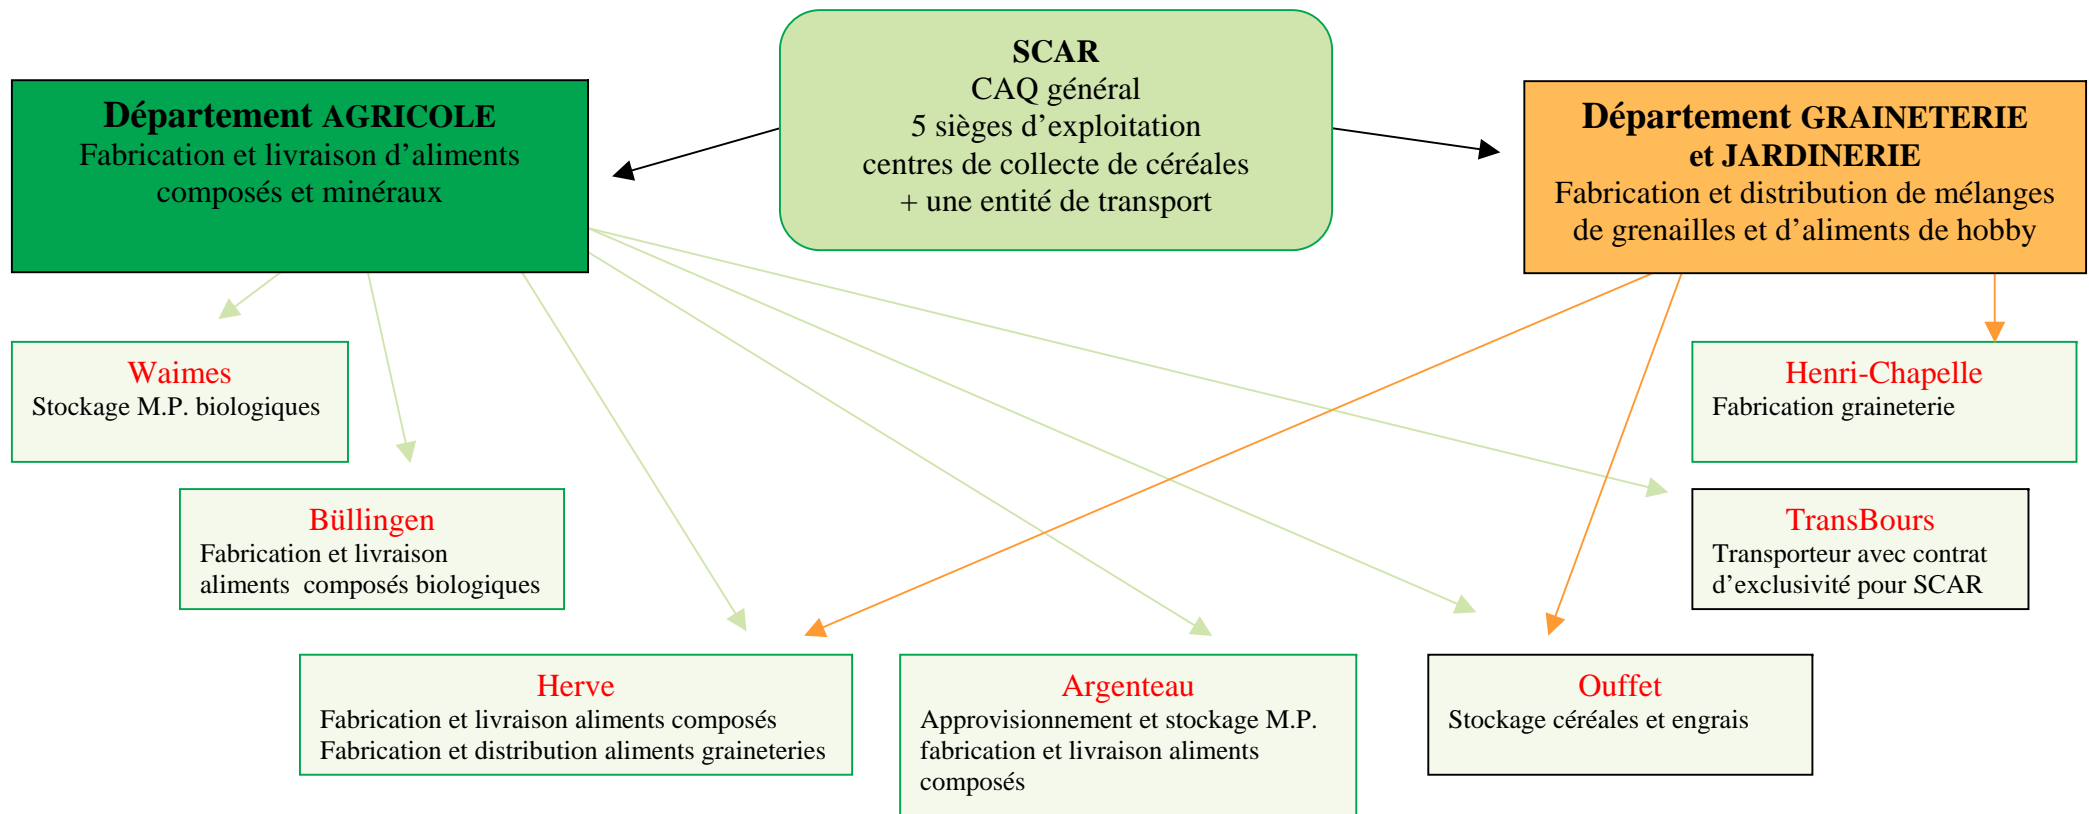 SCAR
CAQ général
5 sièges d’exploitation
centres de collecte de céréales
+ une entité de transport
Département AGRICOLE
Fabrication et livraison d’aliments
composés et minéraux
Département GRAINETERIE
et JARDINERIE
Fabrication et distribution de mélanges
de grenailles et d’aliments de hobby
Waimes
Stockage M.P. biologiques
Henri-Chapelle
Fabrication graineterie
Büllingen
Fabrication et livraison
aliments  composés biologiques
TransBours
Transporteur avec contrat
d’exclusivité pour SCAR
Herve
Fabrication et livraison aliments composés
Fabrication et distribution aliments graineteries
Argenteau
Approvisionnement et stockage M.P.
fabrication et livraison aliments
composés
Ouffet
Stockage céréales et engrais